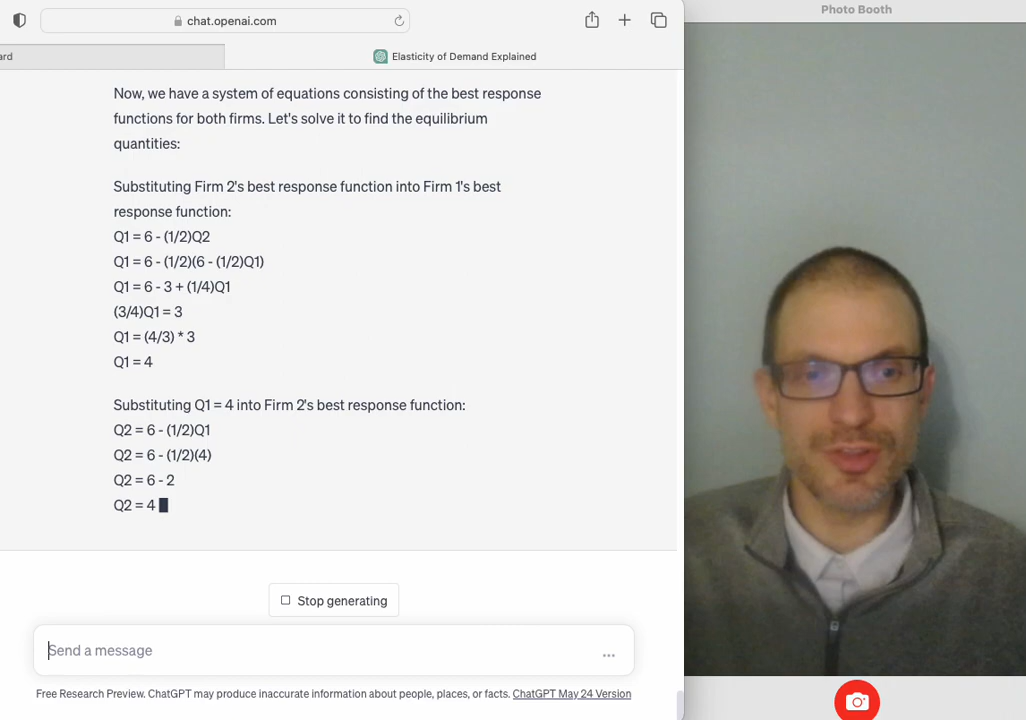 Photo Booth
chat.openai.com
ard
Elasticity of Demand Explained
Now, we have a system of equations consisting of the best response
functions for both firms. Let's solve it to find the equilibrium
quantities:
Substituting Firm 2's best response function into Firm 1's best
response function:
Q1 = 6 - (1/2)Q2
Q1 = 6 - (1/2)(6 - (1/2)Q1)
Q1 = 6 - 3 + (1/4)Q1
(3/4)Q1 = 3
Q1 = (4/3) * 3
Q1 = 4
Substituting Q1 = 4 into Firm 2's best response function:
Q2 = 6 - (1/2)Q1
Q2 = 6 - (1/2)(4)
Q2 = 6 - 2
Q2 = 4
Stop generating
Send a message
...
Free Research Preview. ChatGPT may produce inaccurate information about people, places, or facts. ChatGPT May 24 Version